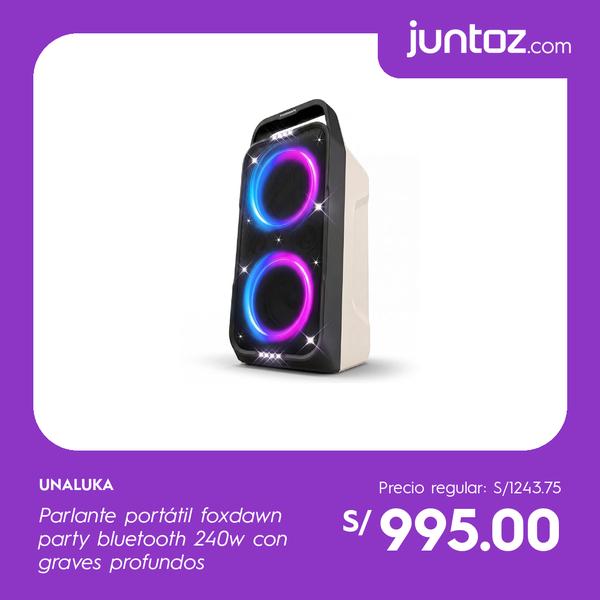 juntoz.com
UNALUKA
Parlante portátil foxdawn
party bluetooth 240w con
graves profundos
Precio regular: S/1243.75
S/ 995.00